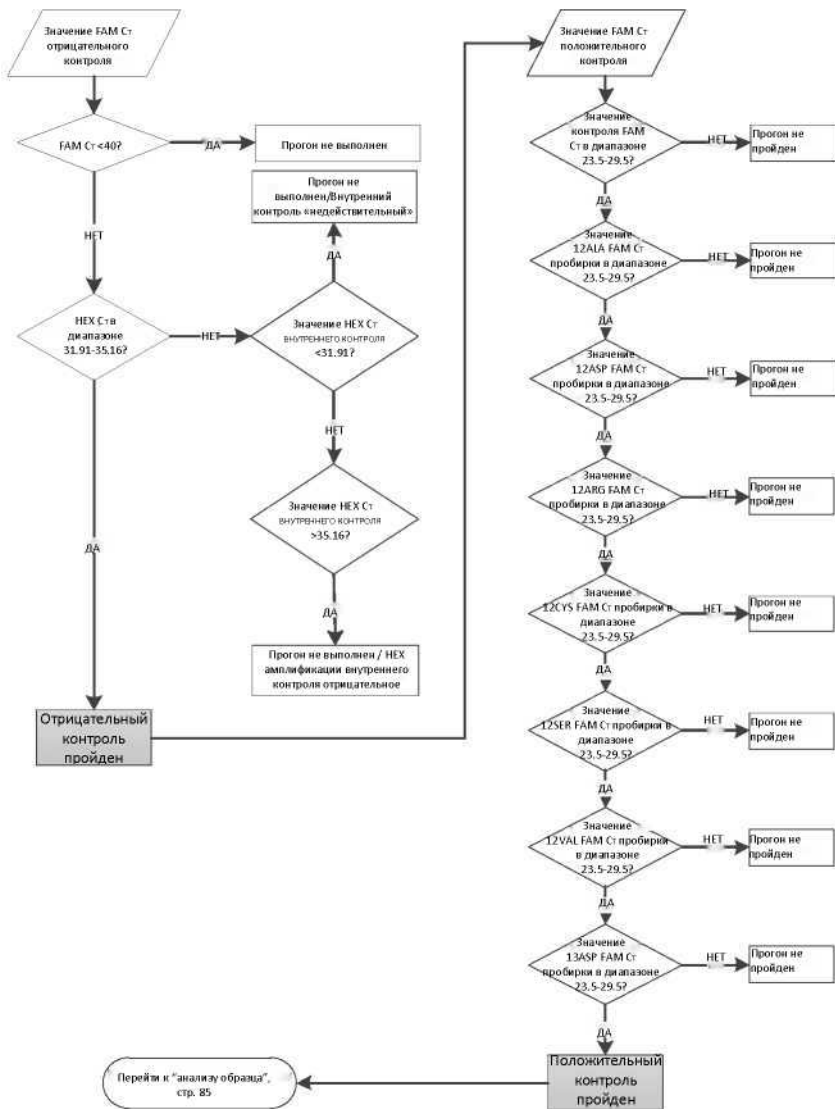 Значение FAM Ст
отрицательного
контроля
FAM Ст <40?
ДА
Прогон не выполнен
НЕТ
Прогон не
выполнен/Внутренний
контроль «недействительный»
ДА
HEX Ст в
диапазоне
31.91-35.16?
НЕТ
Значение HEX Ст
ВНУТРЕННЕГО КОНТРОЛЯ
<31.91?
НЕТ
Значение HEX Ст
ВНУТРЕННЕГО КОНТРОЛЯ
>35.16?
ДА
ДА
Прогон не выполнен / HEX
амплификации внутреннего
контроля отрицательное
Отрицательный
контроль
пройден
Значение FAM Ст
положительного
контроля
Значение
контроля FAM
Ст в диапазоне
23.5-29.5?
НЕТ
Прогон не
пройден
ДА
Значение
12ALA FAM Ст
пробирки в диапазоне
23.5-29.5?
НЕТ
Прогон не
пройден
ДА
Значение
12ASP FAM Ст
пробирки в диапазоне
23.5-29.5?
НЕТ
Прогон не
пройден
ДА
Значение
12ARG FAM Ст
пробирки в диапазоне
23.5-29.5?
НЕТ
Прогон не
пройден
ДА
Значение
12CYS FAM Ст пробирки в
диапазоне
23.5-29.5?
НЕТ
Прогон не
пройден
ДА
Значение
12SER FAM Ст пробирки в
диапазоне
23.5-29.5?
НЕТ
Прогон не
пройден
ДА
Значение
12VAL FAM Ст пробирки
в диапазоне
23.5-29.5?
НЕТ
Прогон не
пройден
ДА
Значение
13ASP FAM Ст
пробирки в диапазоне
23.5-29.5?
НЕТ
Прогон не
пройден
ДА
Положительный
контроль
пройден
Перейти к "анализу образца",
стр. 85